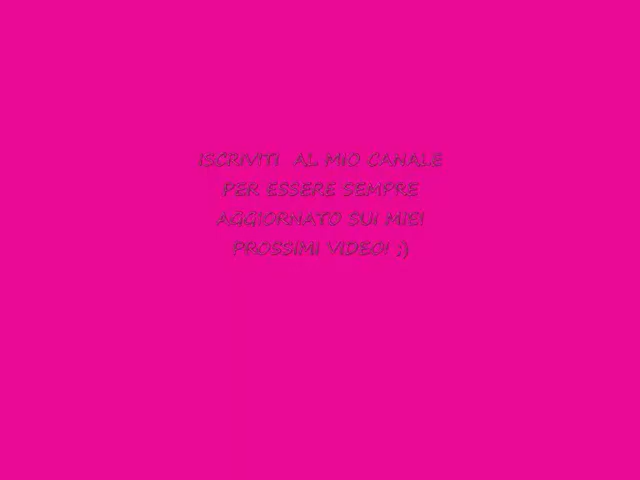 ISCRIVITI AL MIO CANALE
PER ESSERE SEMPRE
AGGIORNATO SUI MIEI
PROSSIMI VIDEO! ;)